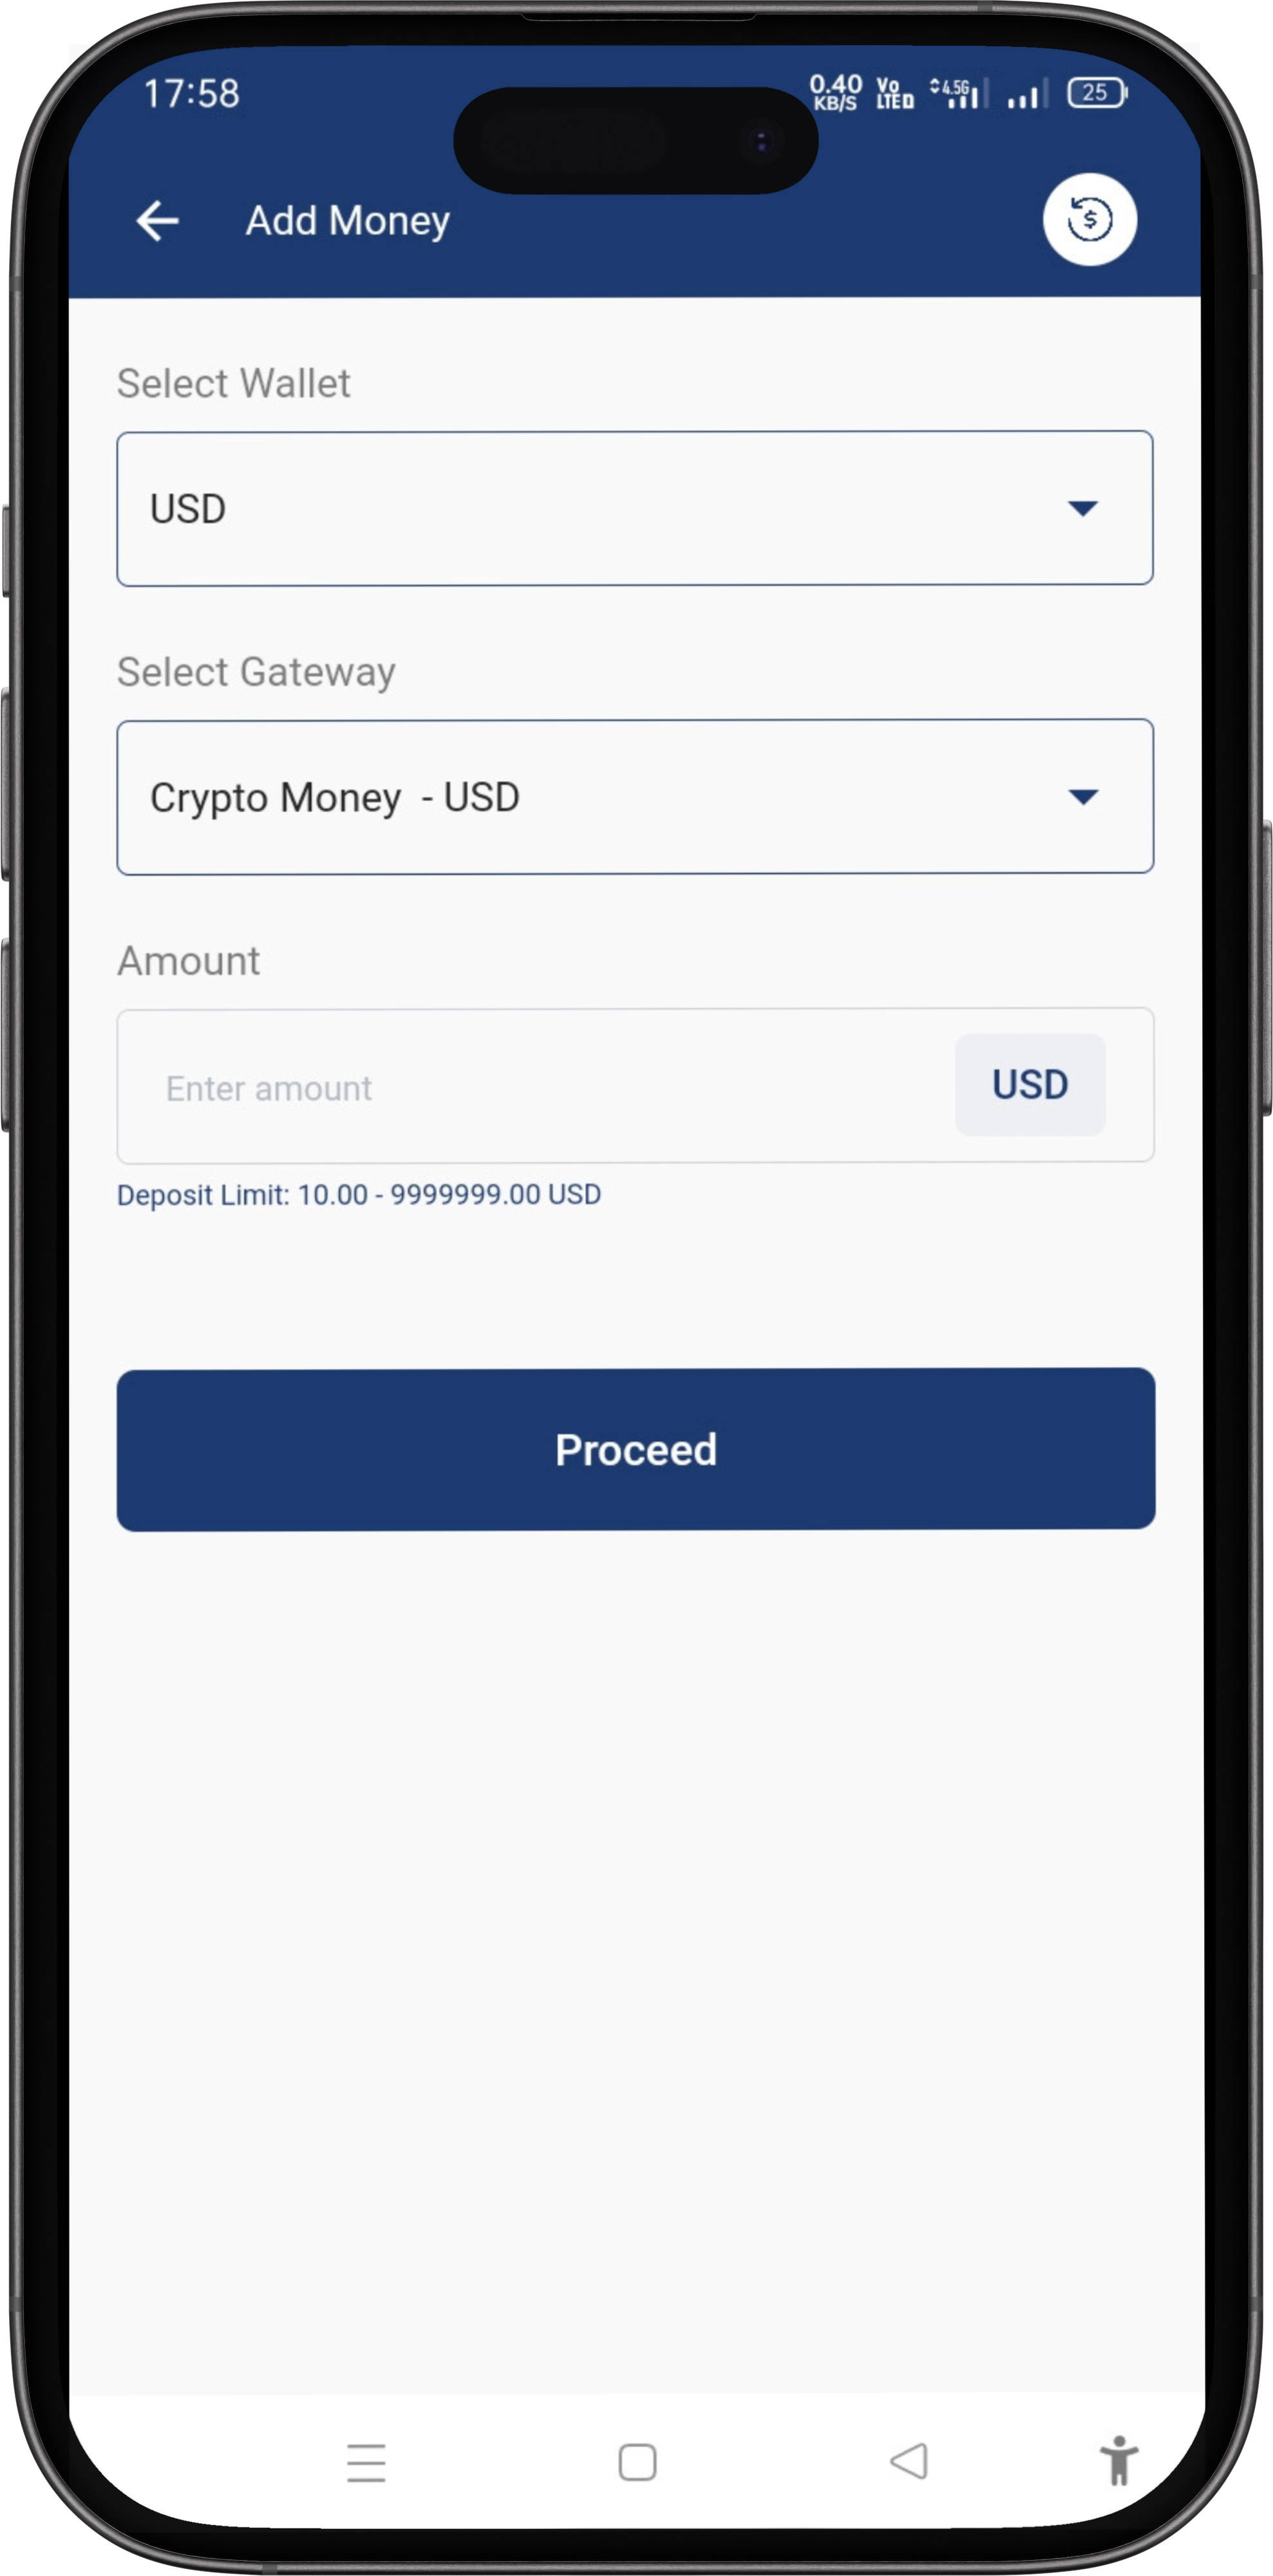 17:58
0.40 KB/S Vo LTE D 4.5G 25
Add Money
$
Select Wallet
USD
Select Gateway
Crypto Money - USD
Amount
Enter amount
USD
Deposit Limit: 10.00 - 9999999.00 USD
Proceed